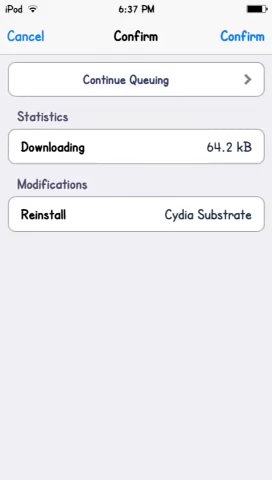 iPod 6:37 PM
Cancel Confirm Confirm
Continue Queuing
Statistics
Downloading 64.2 kB
Modifications
Reinstall Cydia Substrate